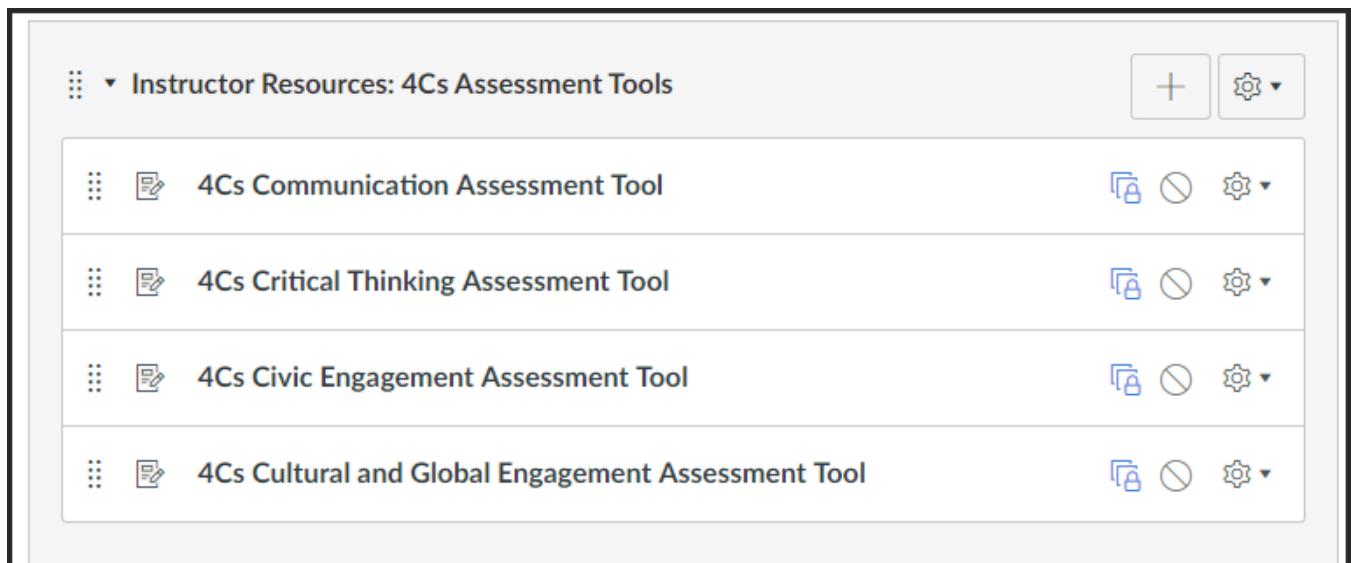 Instructor Resources: 4Cs Assessment Tools
4Cs Communication Assessment Tool
4Cs Critical Thinking Assessment Tool
4Cs Civic Engagement Assessment Tool
4Cs Cultural and Global Engagement Assessment Tool